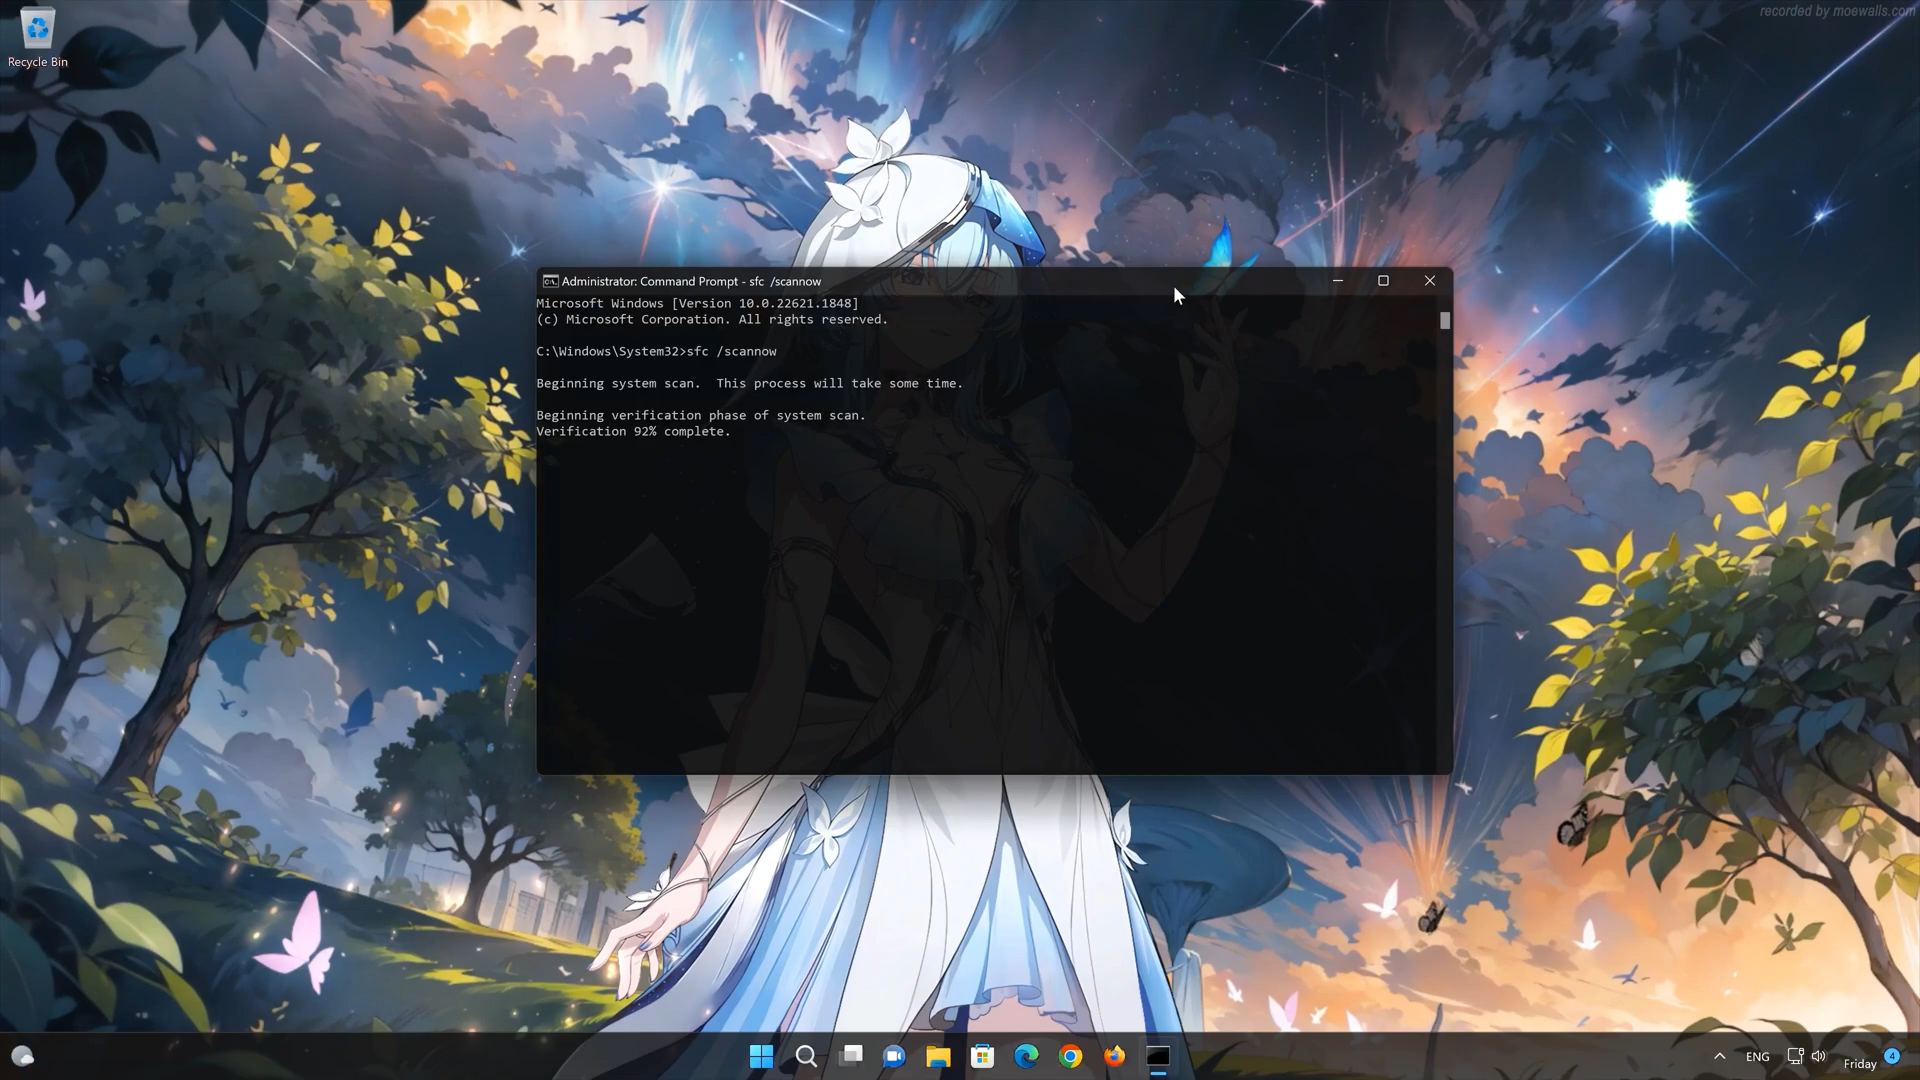 recorded by moewalls.com
Recycle Bin
Administrator: Command Prompt - sfc  /scannow
Microsoft Windows [Version 10.0.22621.1848]
(c) Microsoft Corporation. All rights reserved.
C:\Windows\System32>sfc /scannow
Beginning system scan.  This process will take some time.
Beginning verification phase of system scan.
Verification 92% complete.
ENG
Friday
4